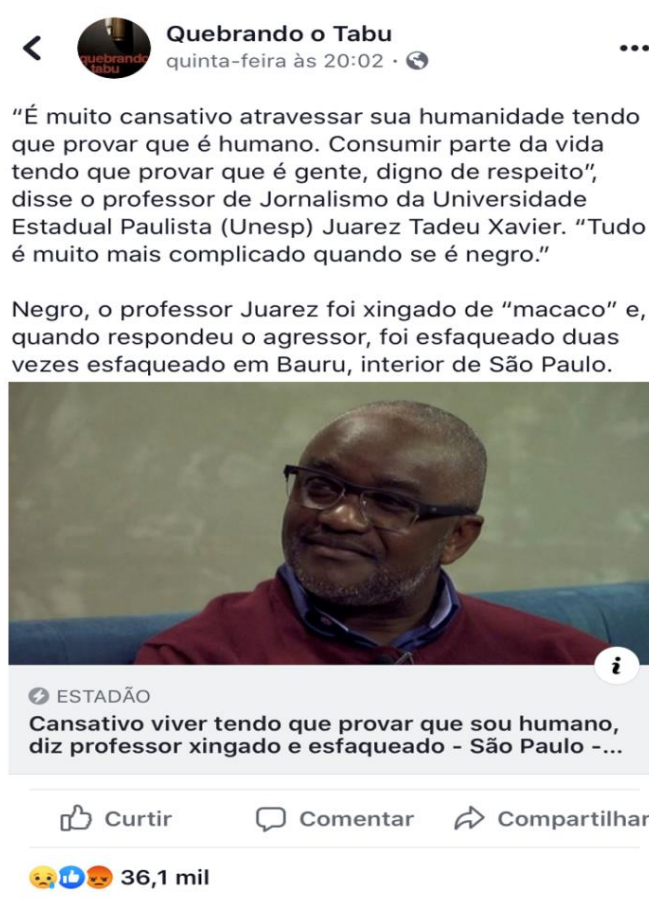 Quebrando o Tabu
quebrando
tabu
quinta-feira às 20:02 ·
“É muito cansativo atravessar sua humanidade tendo
que provar que é humano. Consumir parte da vida
tendo que provar que é gente, digno de respeito”,
disse o professor de Jornalismo da Universidade
Estadual Paulista (Unesp) Juarez Tadeu Xavier. “Tudo
é muito mais complicado quando se é negro.”
Negro, o professor Juarez foi xingado de “macaco” e,
quando respondeu o agressor, foi esfaqueado duas
vezes esfaqueado em Bauru, interior de São Paulo.
i
ESTADÃO
Cansativo viver tendo que provar que sou humano,
diz professor xingado e esfaqueado - São Paulo -...
Curtir Comentar Compartilhar
36,1 mil